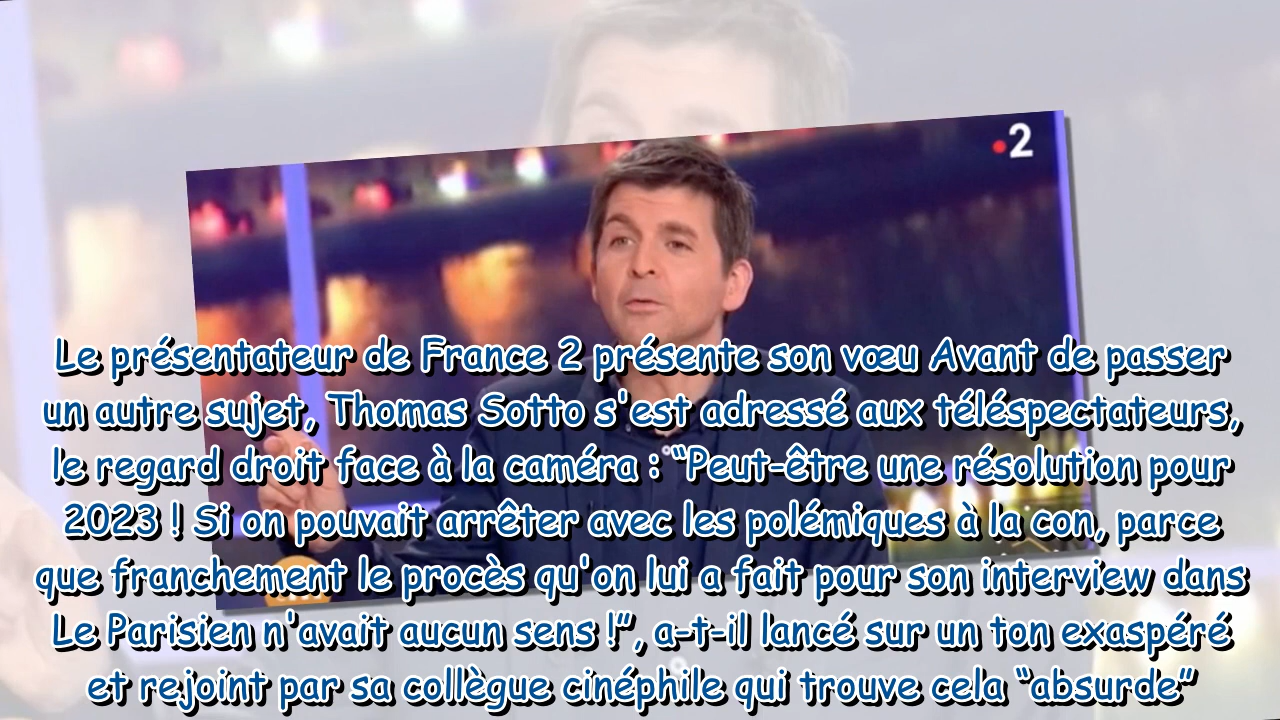 2
Le présentateur de France 2 présente son vœu Avant de passer
un autre sujet, Thomas Sotto s'est adressé aux téléspectateurs,
le regard droit face à la caméra : “Peut-être une résolution pour
2023 ! Si on pouvait arrêter avec les polémiques à la con, parce
que franchement le procès qu'on lui a fait pour son interview dans
Le Parisien n'avait aucun sens !”, a-t-il lancé sur un ton exaspéré
et rejoint par sa collègue cinéphile qui trouve cela “absurde”